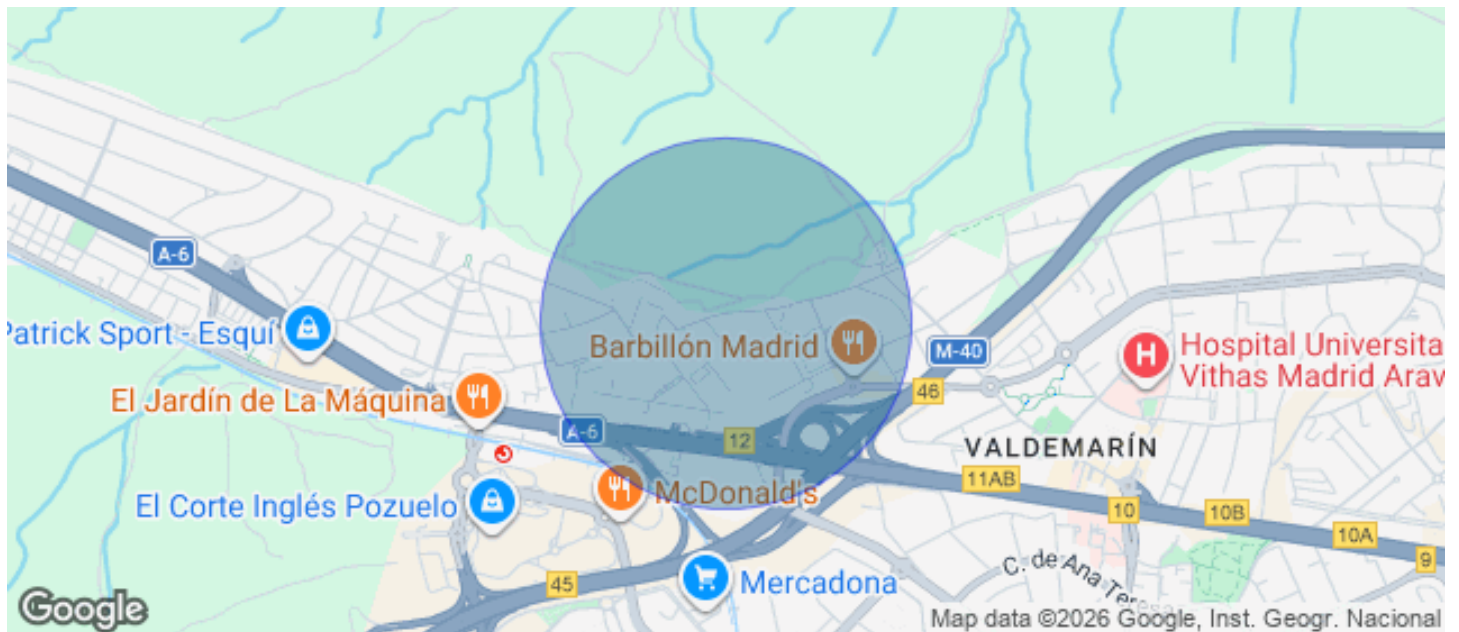 A-6
Patrick Sport - Esquí
El Jardín de La Máquina
El Corte Inglés Pozuelo
A-6
12
Barbillón Madrid
McDonald's
Mercadona
45
M-40
46
Hospital Universita
Vithas Madrid Arav
H
VALDEMARÍN
11AB
10
10B
10A
9
C. de Ana Teresa
Google
Map data ©2026 Google, Inst. Geogr. Nacional